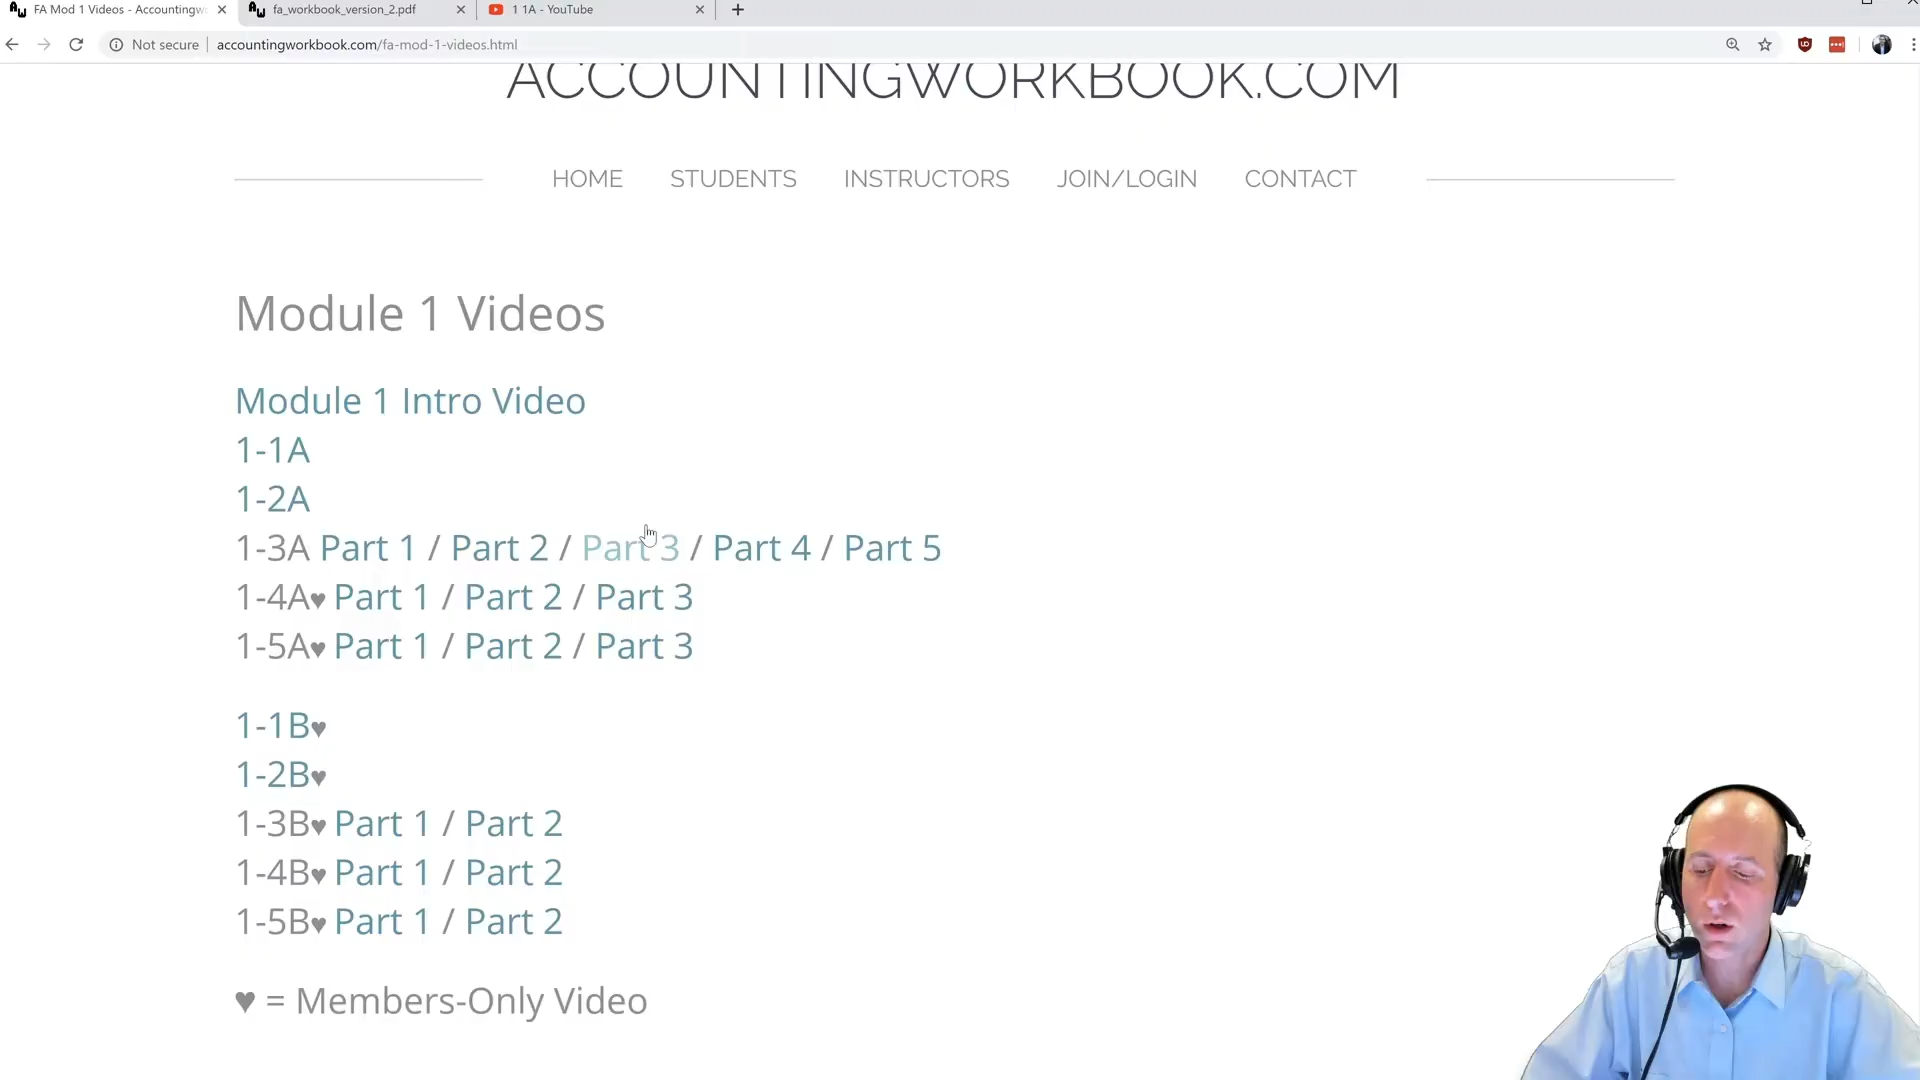 FA Mod 1 Videos - Accountingw
fa_workbook_version_2.pdf
1 1A - YouTube
Not secure
accountingworkbook.com/fa-mod-1-videos.html
ACCOUNTINGWORKBOOK.COM
HOME STUDENTS INSTRUCTORS JOIN/LOGIN CONTACT
Module 1 Videos
Module 1 Intro Video
1-1A
1-2A
1-3A Part 1 / Part 2 / Part 3 / Part 4 / Part 5
1-4A♥ Part 1 / Part 2 / Part 3
1-5A♥ Part 1 / Part 2 / Part 3
1-1B♥
1-2B♥
1-3B♥ Part 1 / Part 2
1-4B♥ Part 1 / Part 2
1-5B♥ Part 1 / Part 2
♥ = Members-Only Video